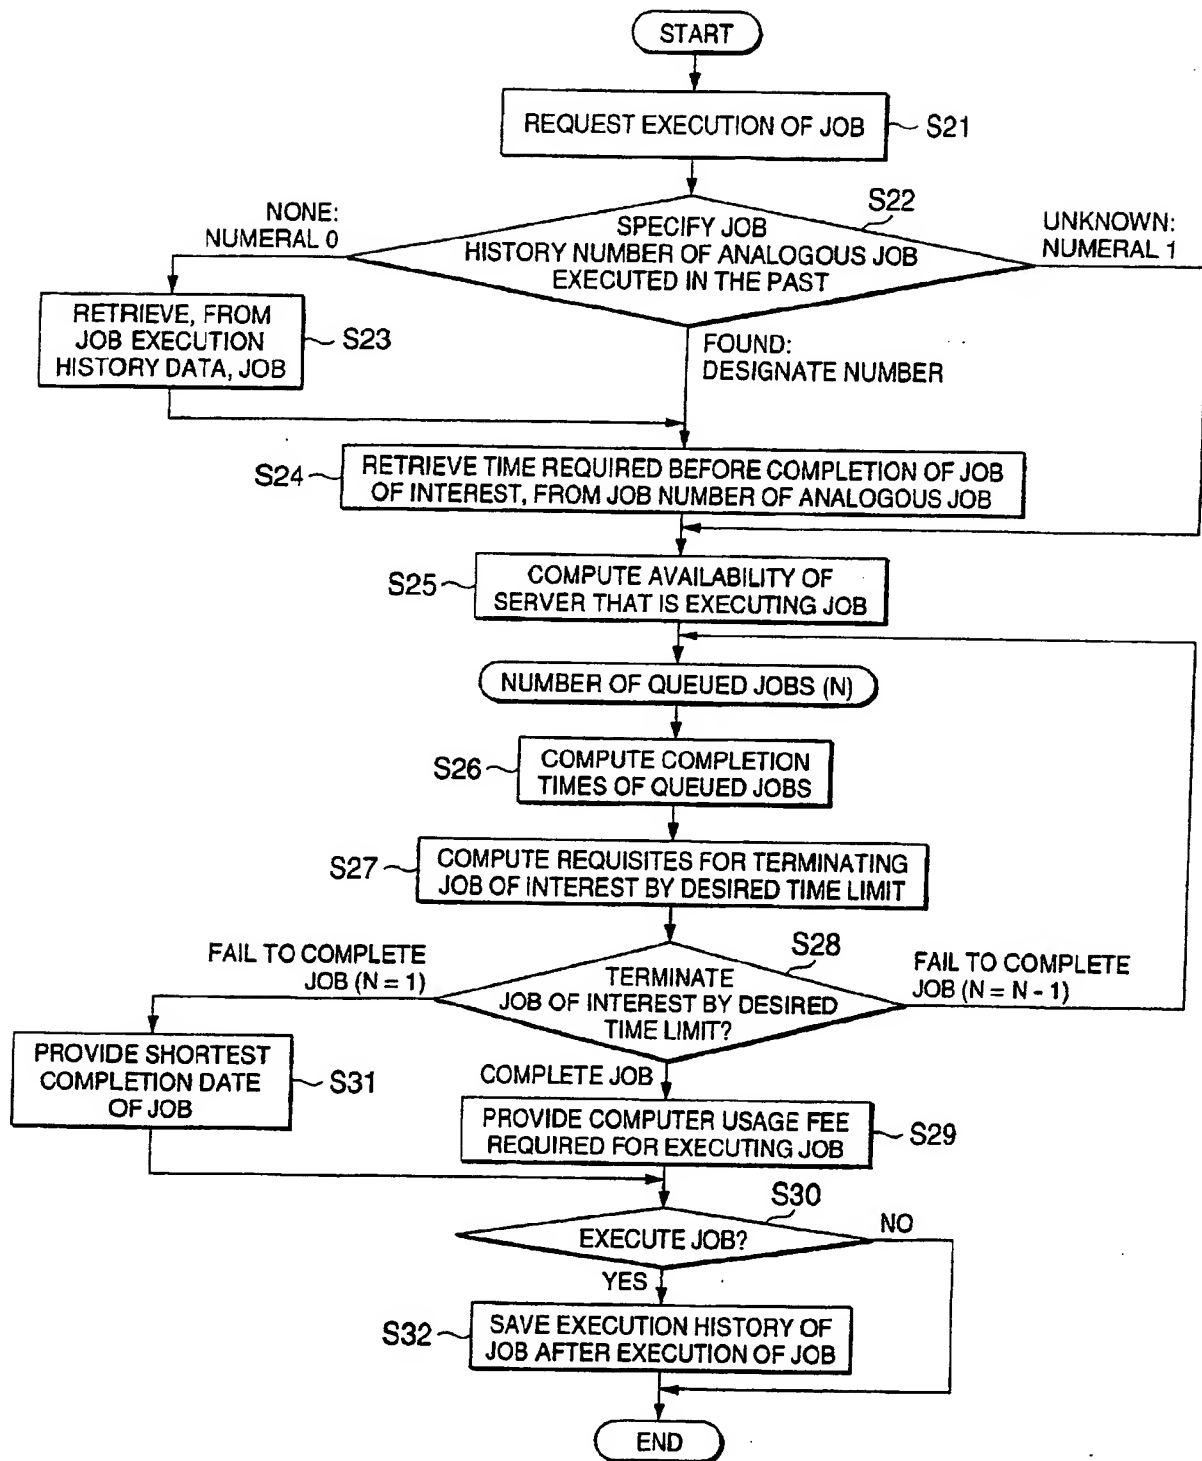 START
REQUEST EXECUTION OF JOB
S21
S22
NONE:
NUMERAL 0
SPECIFY JOB
HISTORY NUMBER OF ANALOGOUS JOB
EXECUTED IN THE PAST
UNKNOWN:
NUMERAL 1
RETRIEVE, FROM
JOB EXECUTION
HISTORY DATA, JOB
S23
FOUND:
DESIGNATE NUMBER
S24
RETRIEVE TIME REQUIRED BEFORE COMPLETION OF JOB
OF INTEREST, FROM JOB NUMBER OF ANALOGOUS JOB
S25
COMPUTE AVAILABILITY OF
SERVER THAT IS EXECUTING JOB
NUMBER OF QUEUED JOBS (N)
S26
COMPUTE COMPLETION
TIMES OF QUEUED JOBS
S27
COMPUTE REQUISITES FOR TERMINATING
JOB OF INTEREST BY DESIRED TIME LIMIT
S28
FAIL TO COMPLETE
JOB (N = 1)
TERMINATE
JOB OF INTEREST BY DESIRED
TIME LIMIT?
FAIL TO COMPLETE
JOB (N = N - 1)
PROVIDE SHORTEST
COMPLETION DATE
OF JOB
S31
COMPLETE JOB
PROVIDE COMPUTER USAGE FEE
REQUIRED FOR EXECUTING JOB
S29
S30
EXECUTE JOB?
NO
YES
S32
SAVE EXECUTION HISTORY OF
JOB AFTER EXECUTION OF JOB
END